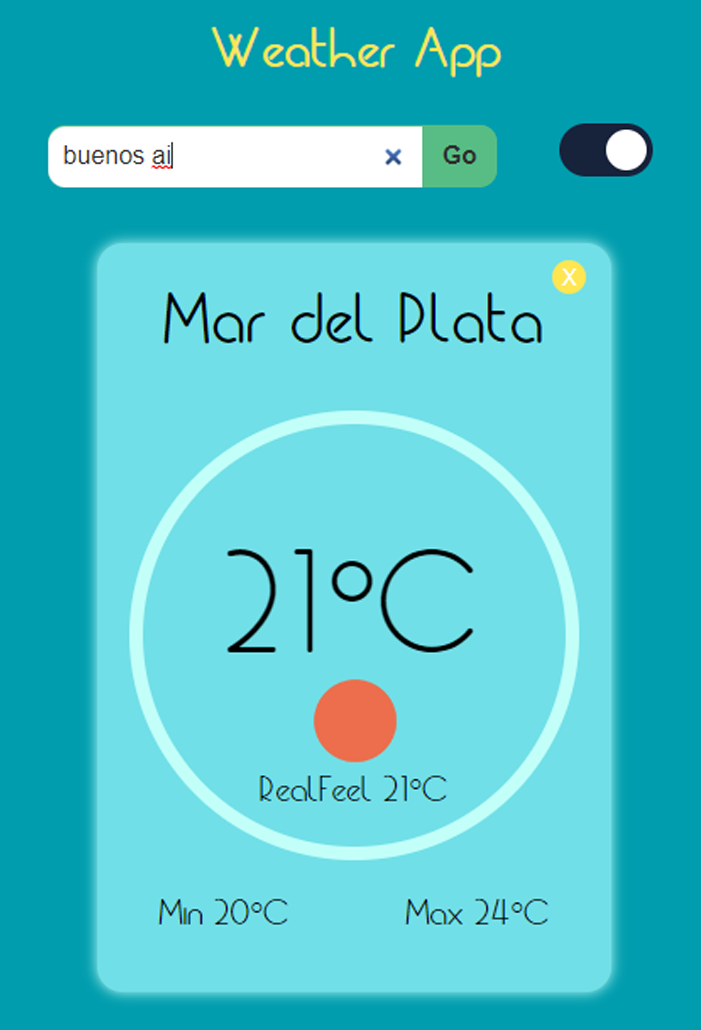 Weather App
buenos ai
Go
X
Mar del Plata
21°C
RealFeel 21°C
Min 20°C Max 24°C